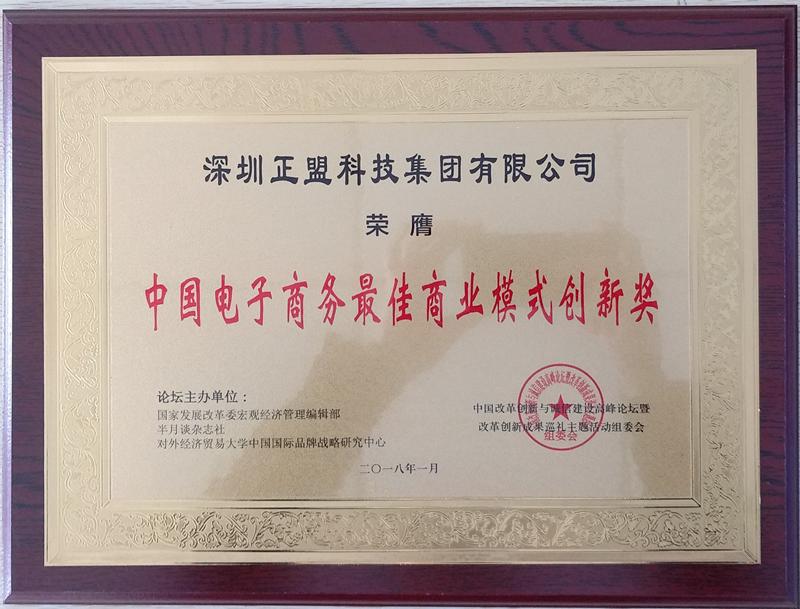 深圳正盟科技集团有限公司
荣膺
中国电子商务最佳商业模式创新奖
论坛主办单位：
国家发展改革委宏观经济管理编辑部
半月谈杂志社
对外经济贸易大学中国国际品牌战略研究中心
中国改革创新与诚信建设高峰论坛暨
改革创新成果巡礼主题活动组委会
组委会
二〇一八年一月